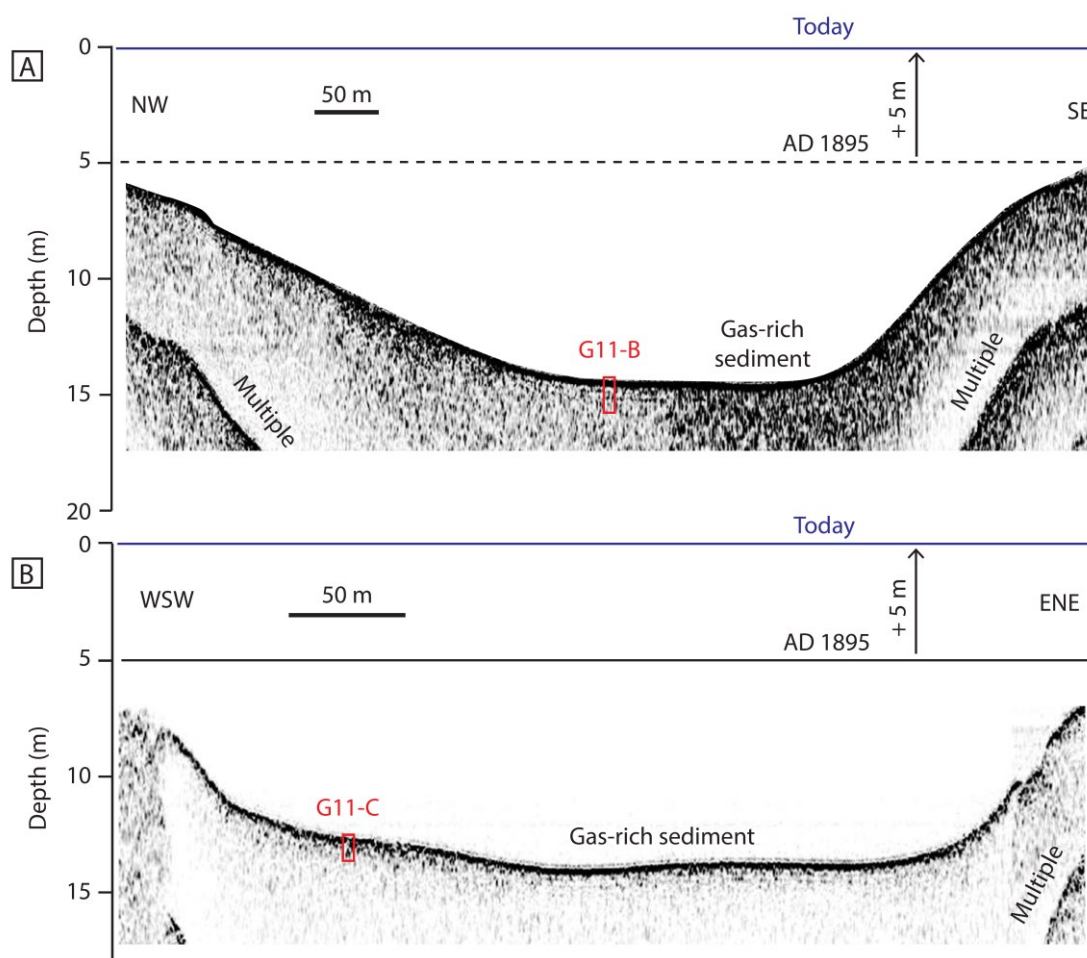 Today
0
A
50 m
NW
SE
+ 5 m
AD 1895
5
Depth (m)
10
G11-B
Gas-rich
sediment
15
Multiple
Multiple
20
Today
0
B
50 m
WSW
ENE
+ 5 m
AD 1895
5
Depth (m)
10
G11-C
Gas-rich sediment
15
Multiple